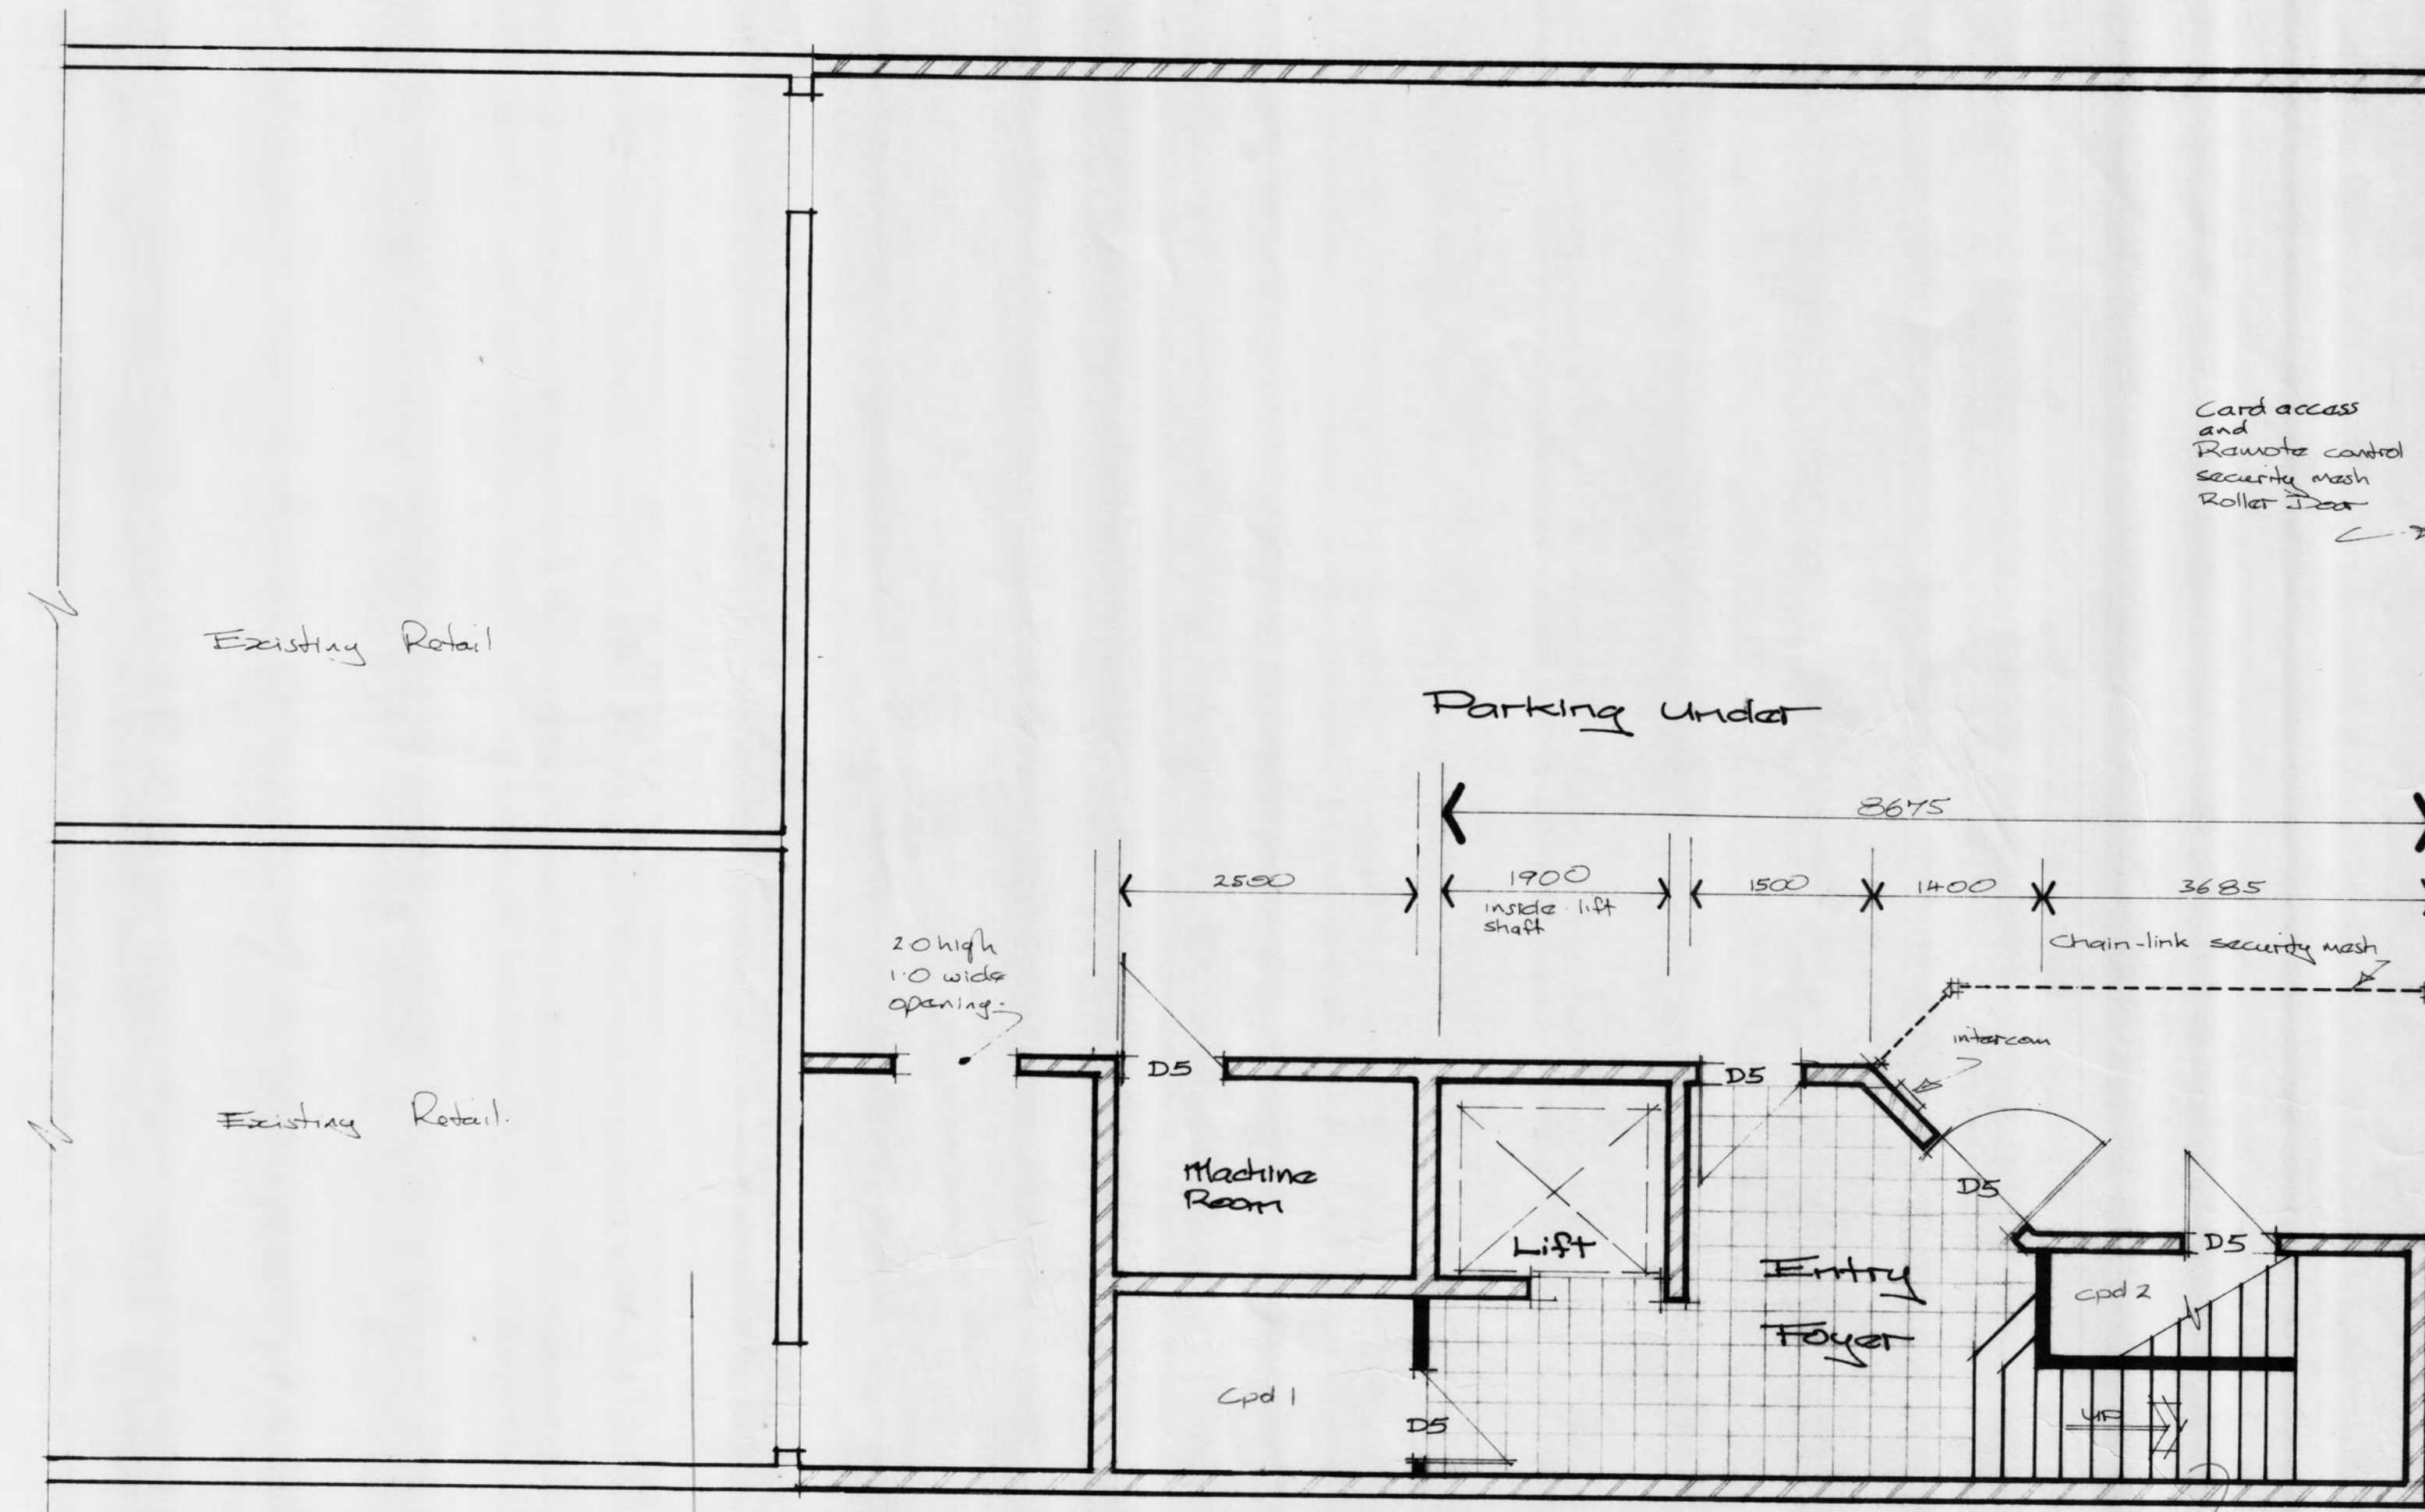 Card access
and
Remote control
security mesh
Roller Door
Existing Retail
Parking under
8675
2500
1900
inside lift
shaft
1500
1400
3685
2.0 high
1.0 wide
opening
Chain-link security mesh
intercom
D5
D5
Existing Retail.
Machine
Room
D5
Lift
D5
Entry
Foyer
cpd 2
Cpd 1
D5
UP